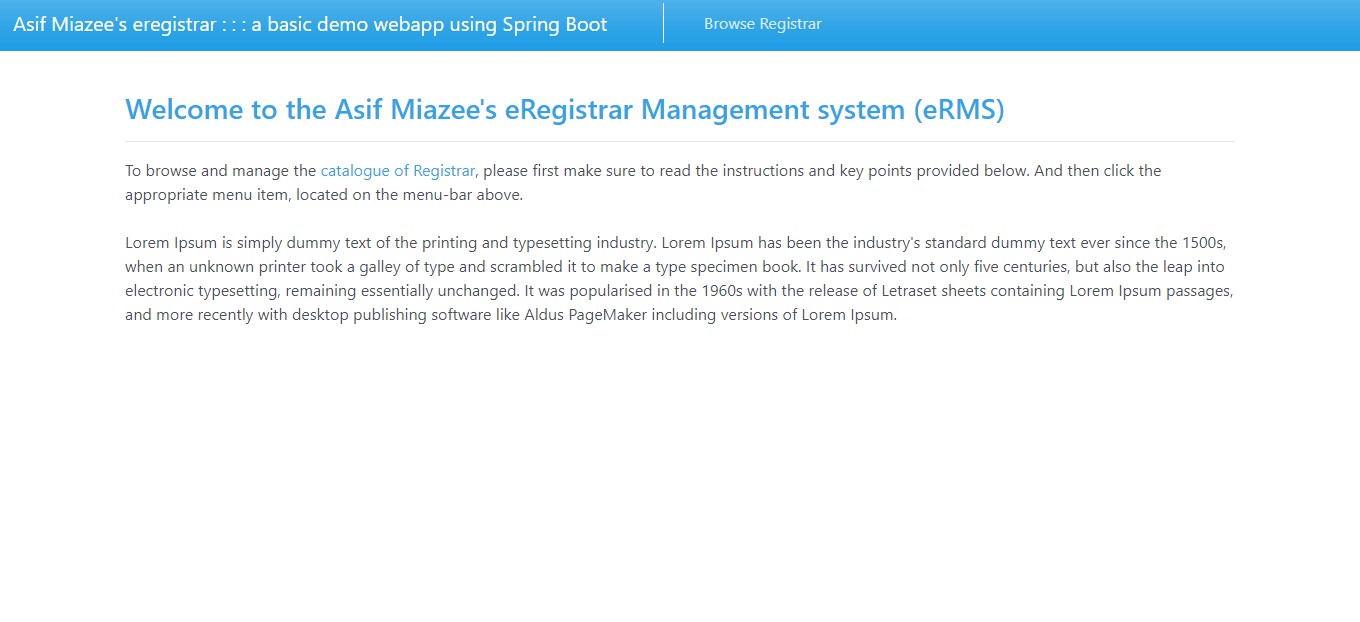 Asif Miazee's eregistrar : : : a basic demo webapp using Spring Boot
Browse Registrar
Welcome to the Asif Miazee's eRegistrar Management system (eRMS)
To browse and manage the catalogue of Registrar, please first make sure to read the instructions and key points provided below. And then click the
appropriate menu item, located on the menu-bar above.
Lorem Ipsum is simply dummy text of the printing and typesetting industry. Lorem Ipsum has been the industry's standard dummy text ever since the 1500s,
when an unknown printer took a galley of type and scrambled it to make a type specimen book. It has survived not only five centuries, but also the leap into
electronic typesetting, remaining essentially unchanged. It was popularised in the 1960s with the release of Letraset sheets containing Lorem Ipsum passages,
and more recently with desktop publishing software like Aldus PageMaker including versions of Lorem Ipsum.